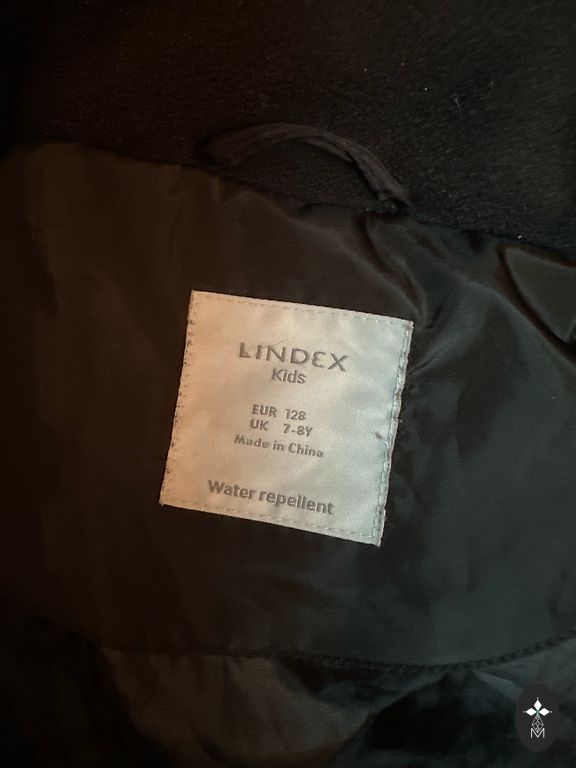 LINDEX
Kids
EUR 128
UK 7-8Y
Made in China
Water repellent
M